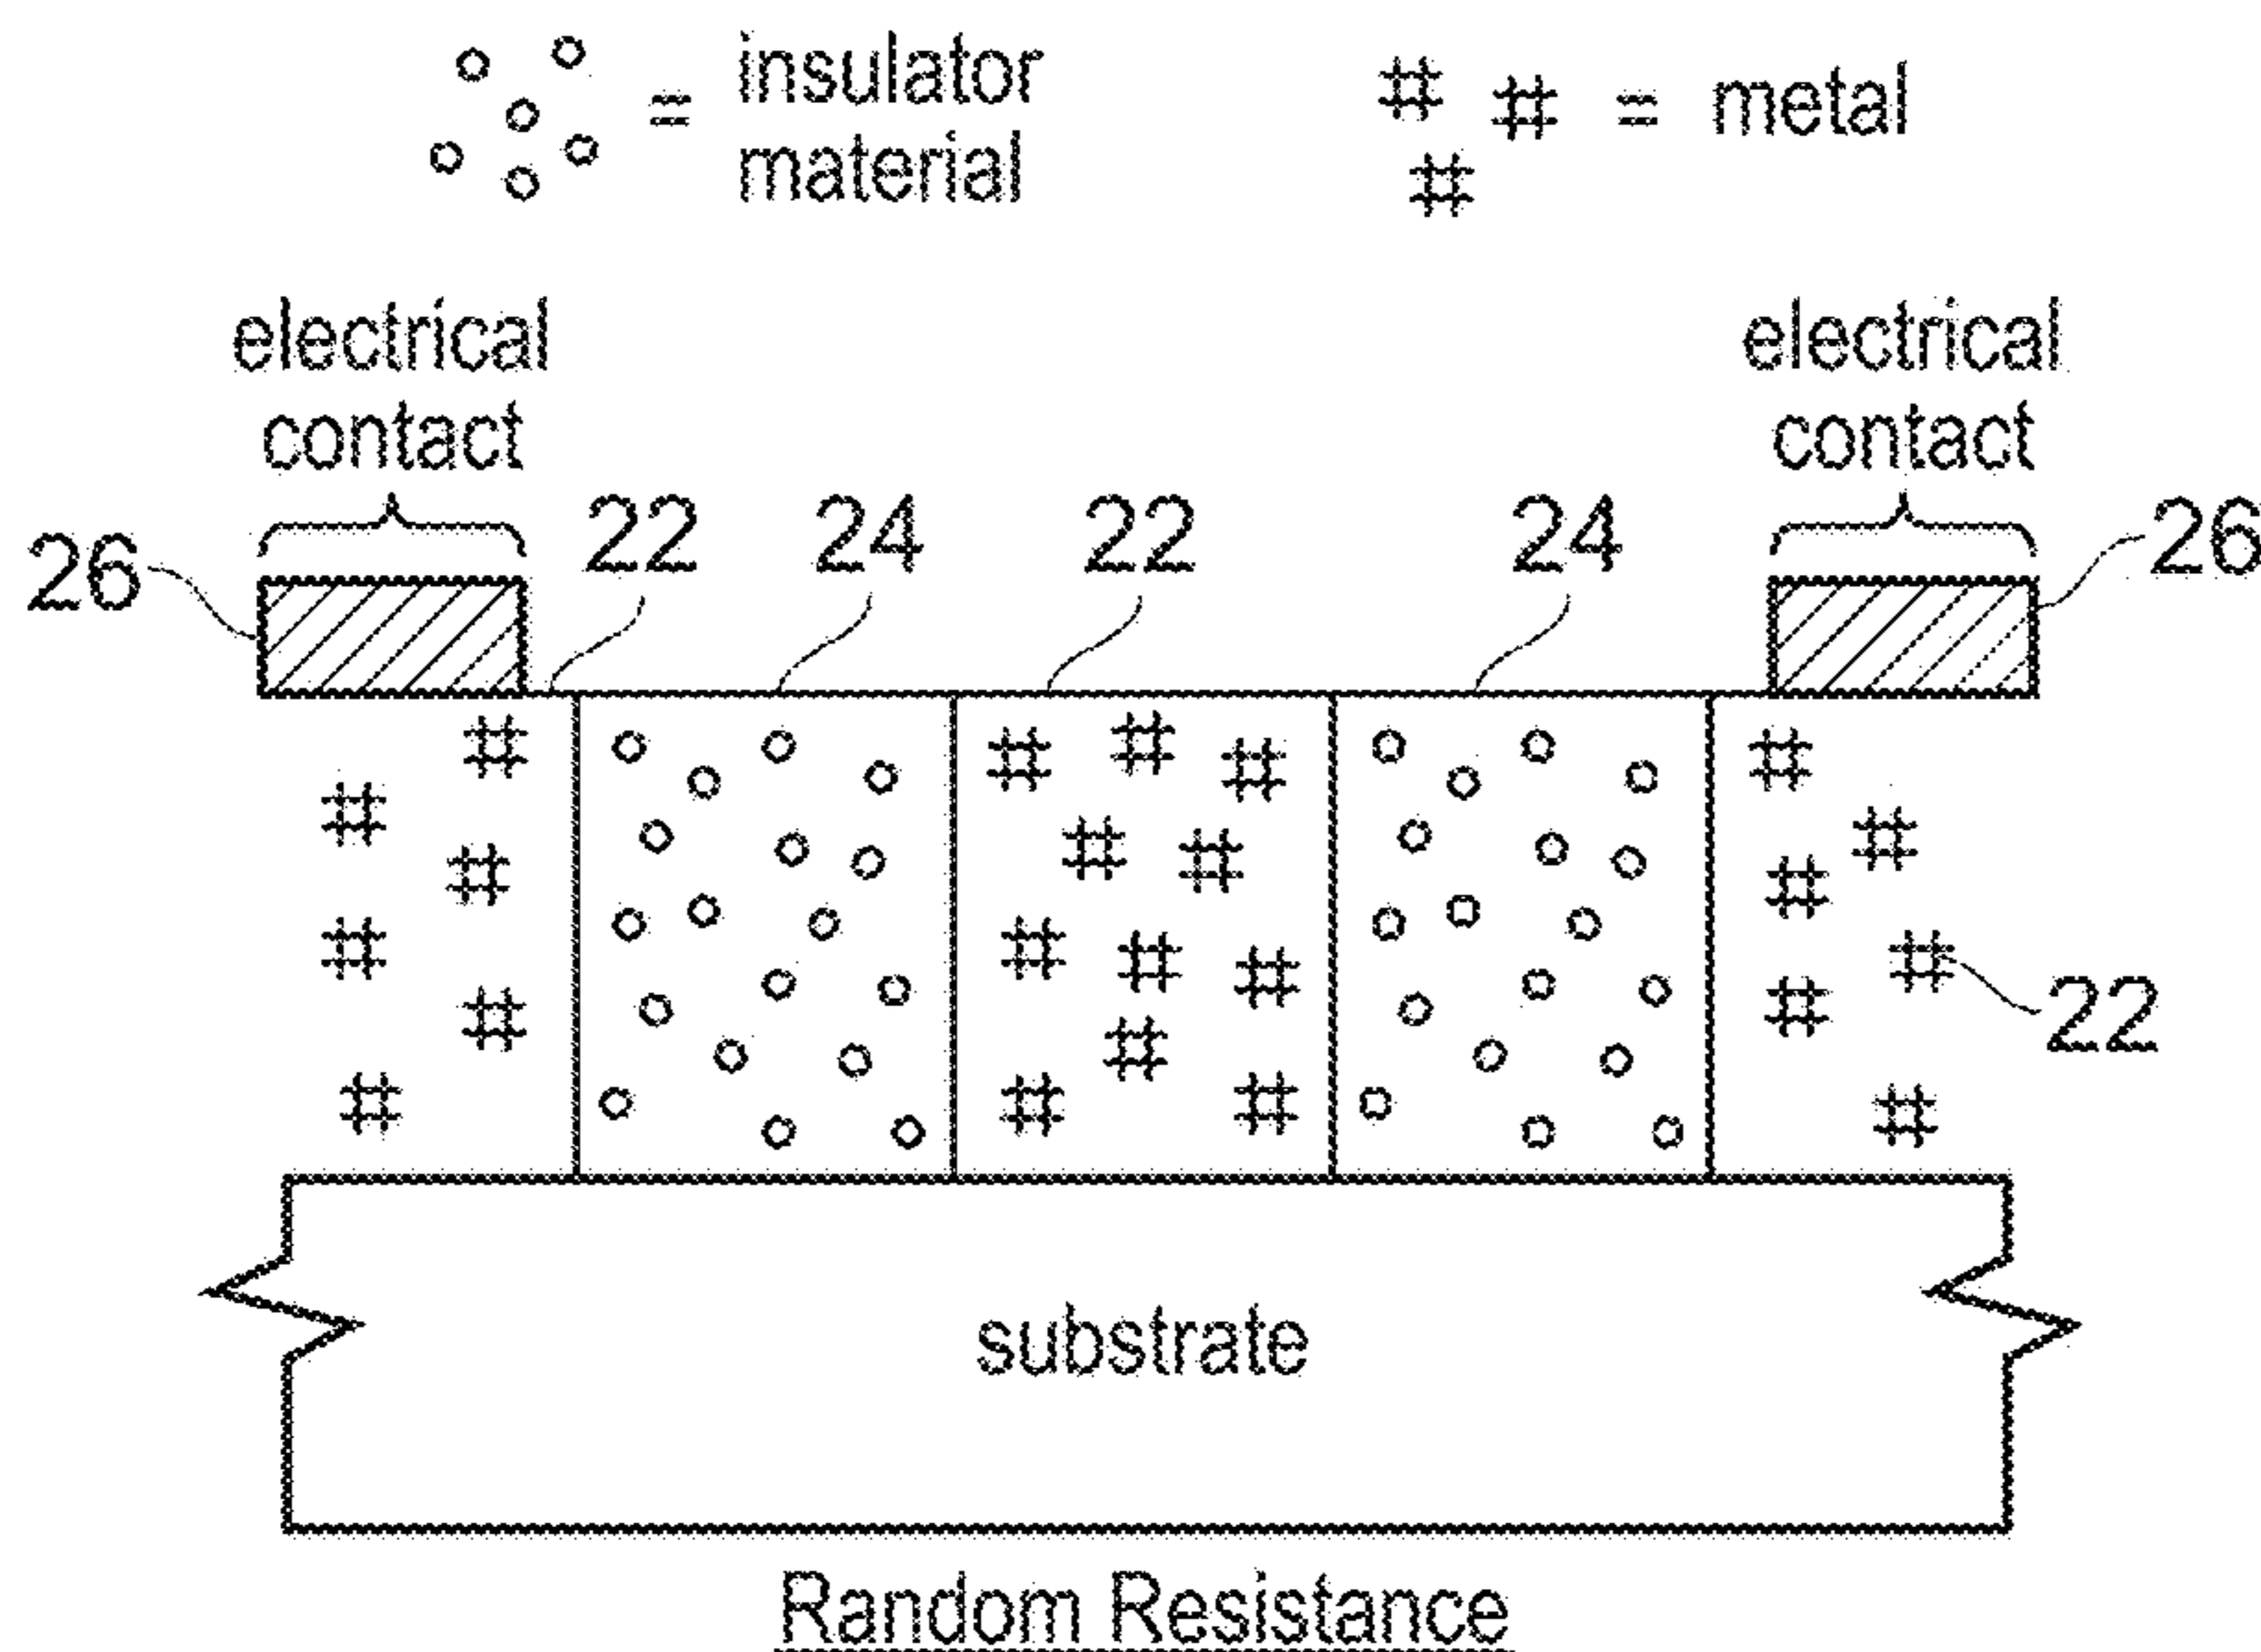 = insulator
material
# # # = metal
electrical
contact
electrical
contact
26
22
24
22
24
26
22
substrate
Random Resistance